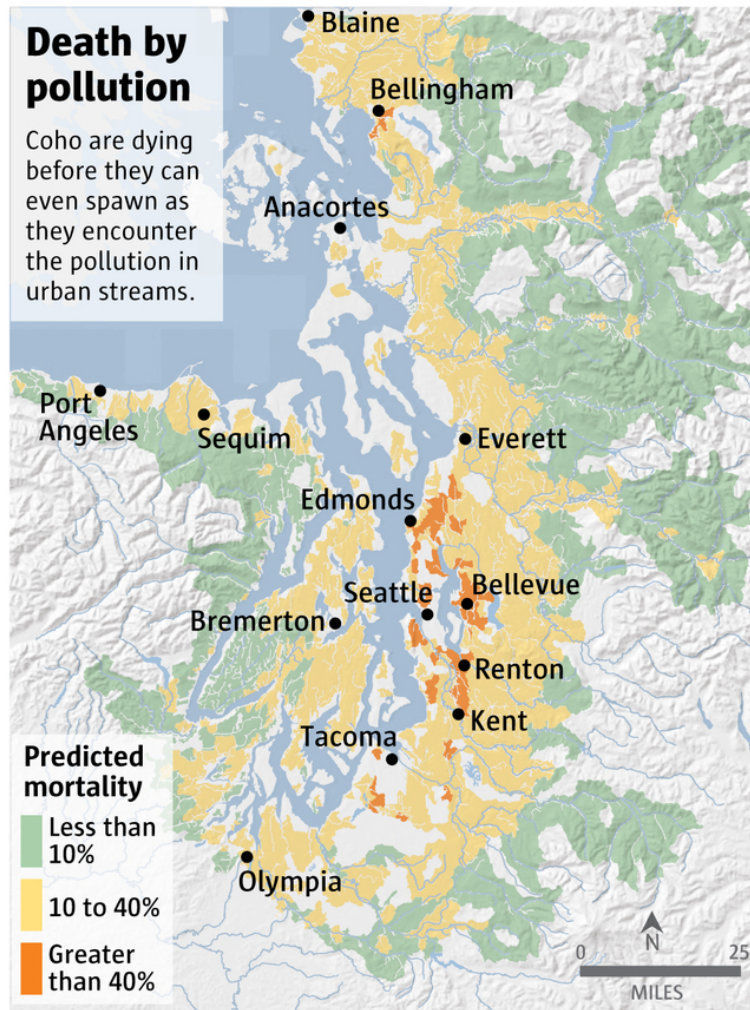 Death by
pollution
Coho are dying
before they can
even spawn as
they encounter
the pollution in
urban streams.
Blaine
Bellingham
Anacortes
Port
Angeles
Sequim
Everett
Edmonds
Seattle
Bellevue
Bremerton
Renton
Kent
Tacoma
Olympia
Predicted
mortality
Less than
10%
10 to 40%
Greater
than 40%
N
0 25
MILES